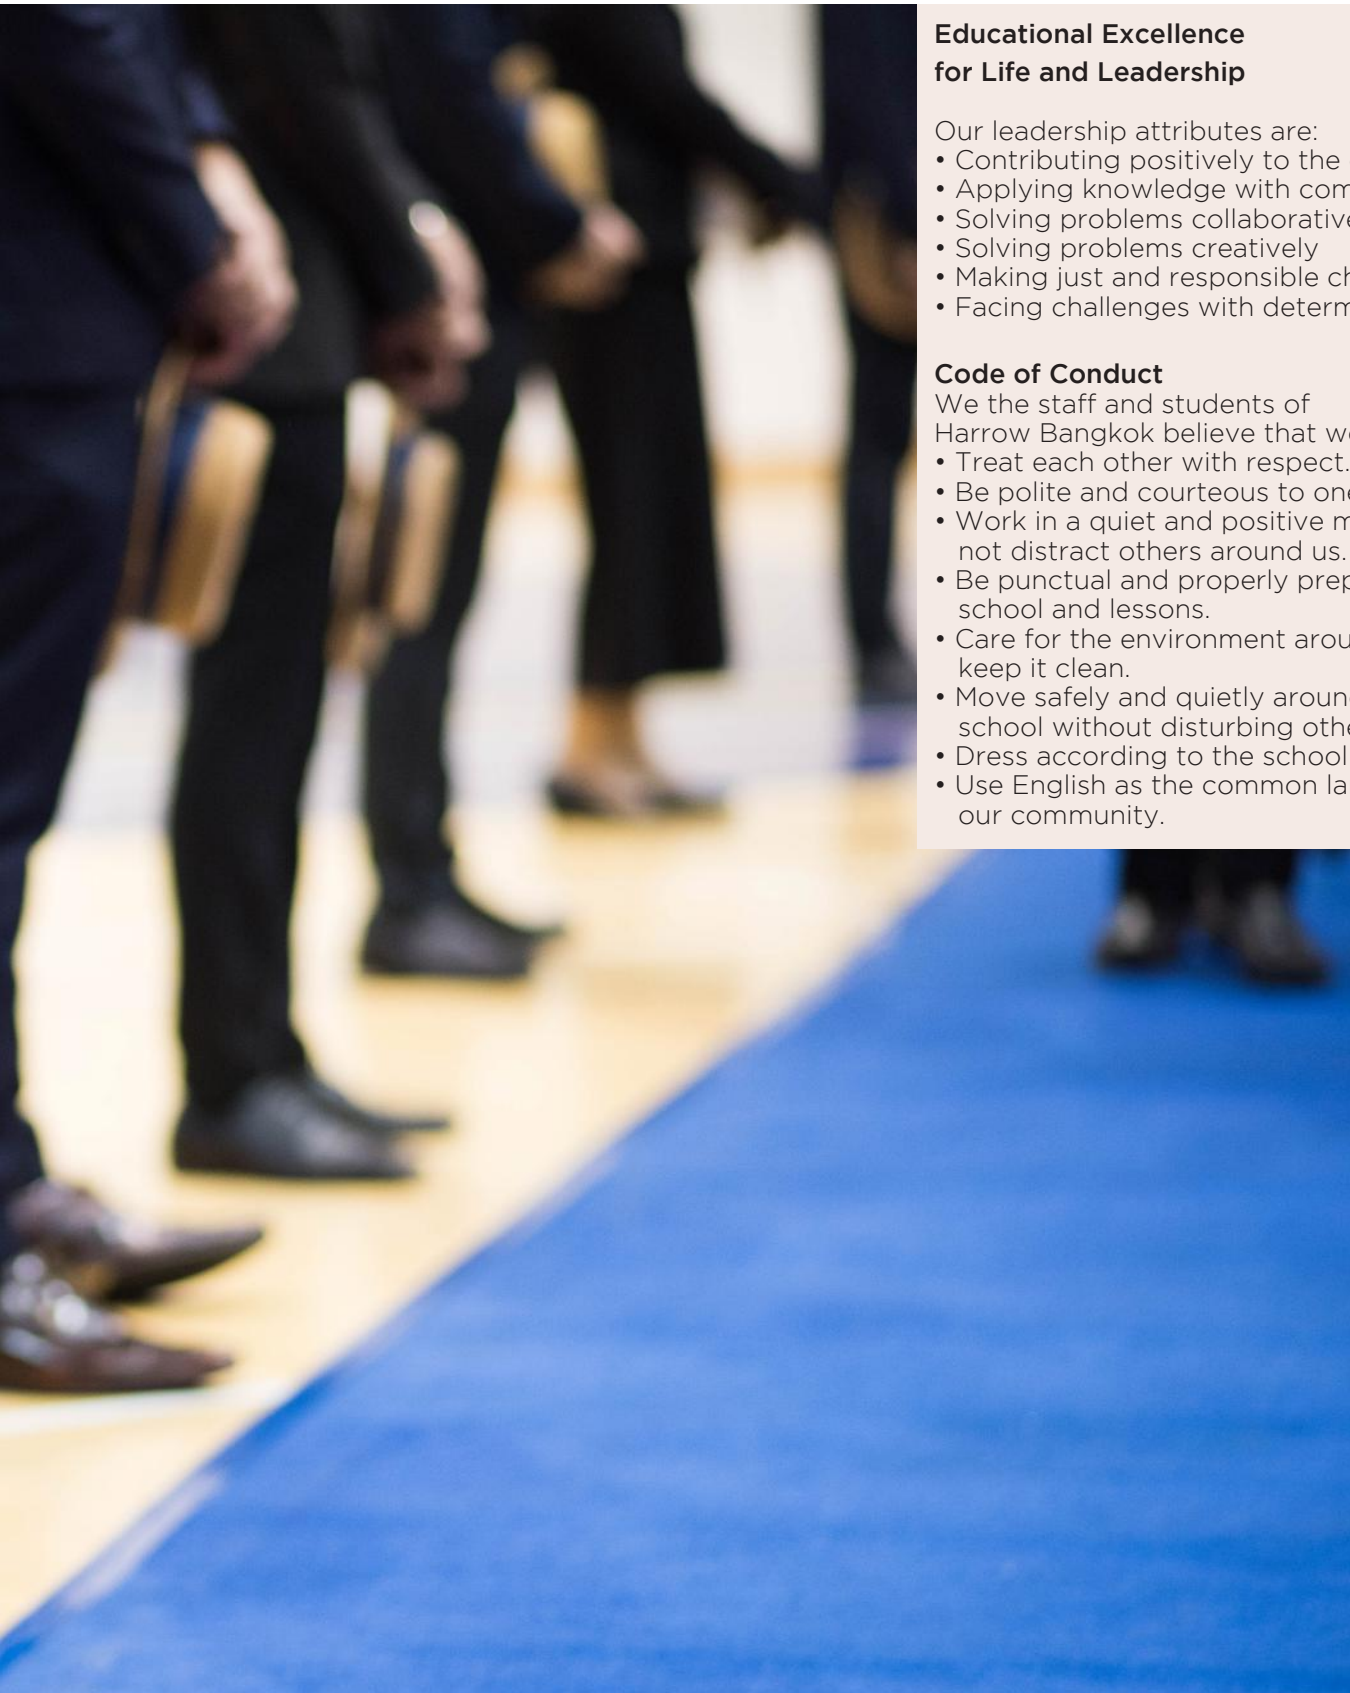 Educational Excellence
for Life and Leadership
Our leadership attributes are:
• Contributing positively to the
• Applying knowledge with
• Solving problems
• Solving problems creatively
• Making just and responsible
• Facing challenges with
Code of Conduct
We the staff and students of
Harrow Bangkok believe that
• Treat each other with respect.
• Be polite and courteous to
• Work in a quiet and positive
not distract others around us.
• Be punctual and properly
school and lessons.
• Care for the environment
keep it clean.
• Move safely and quietly
school without disturbing
• Dress according to the school
• Use English as the common
our community.